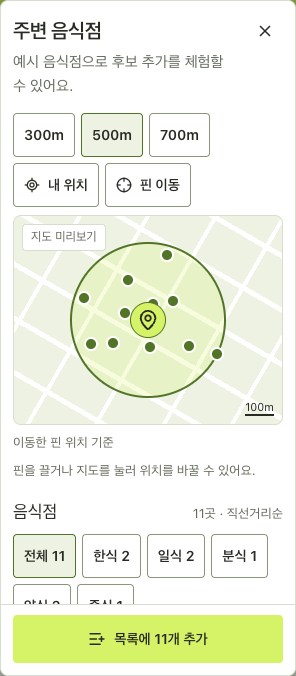 주변 음식점
예시 음식점으로 후보 추가를 체험할
수 있어요.
300m 500m 700m
내 위치 핀 이동
지도 미리보기
100m
이동한 핀 위치 기준
핀을 끌거나 지도를 눌러 위치를 바꿀 수 있어요.
음식점 11곳 · 직선거리순
전체 11 한식 2 일식 2 분식 1
목록에 11개 추가